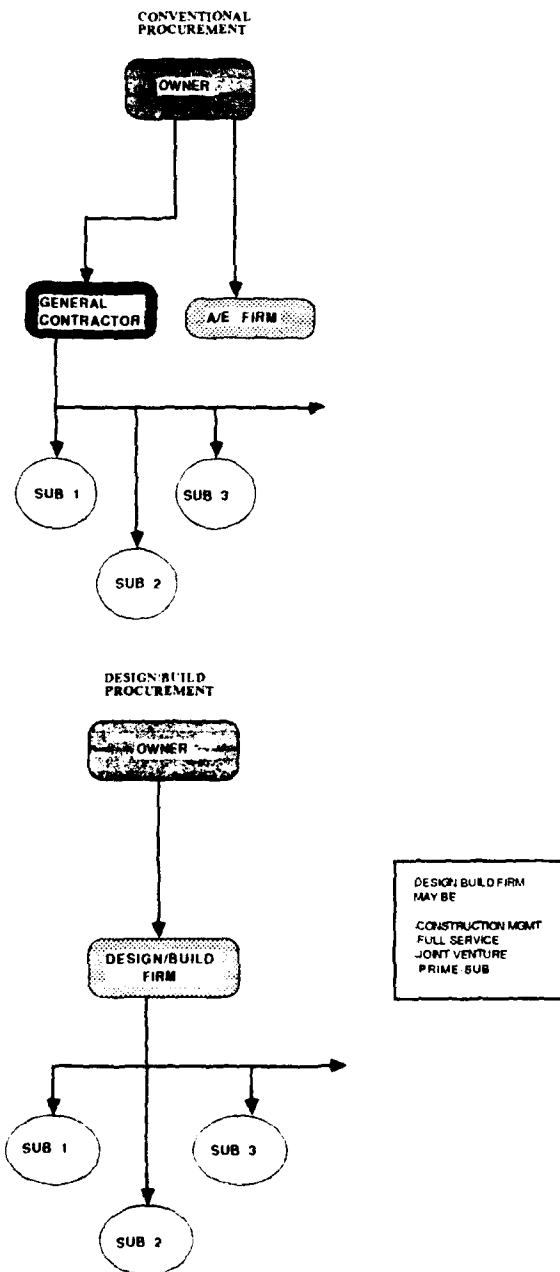 CONVENTIONAL
PROCUREMENT
OWNER
GENERAL
CONTRACTOR
A/E FIRM
SUB 1
SUB 3
SUB 2
DESIGN/BUILD
PROCUREMENT
OWNER
DESIGN BUILD FIRM
MAY BE
CONSTRUCTION MGMT
FULL SERVICE
JOINT VENTURE
PRIME-SUB
DESIGN/BUILD
FIRM
SUB 1
SUB 3
SUB 2